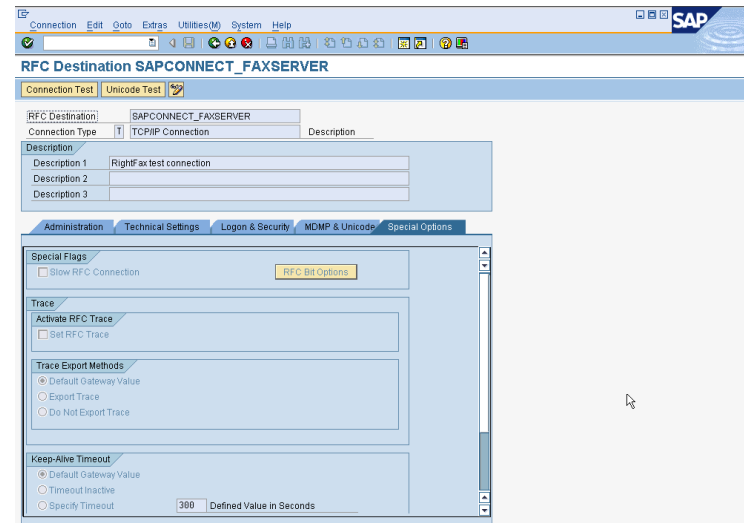 Connection Edit Goto Extras Utilities(M) System Help
SAP
RFC Destination SAPCONNECT_FAXSERVER
Connection Test Unicode Test
RFC Destination SAPCONNECT_FAXSERVER
Connection Type T TCP/IP Connection Description
Description
Description 1 RightFax test connection
Description 2
Description 3
Administration Technical Settings Logon & Security MDMP & Unicode Special Options
Special Flags
Slow RFC Connection RFC Bit Options
Trace
Activate RFC Trace
Set RFC Trace
Trace Export Methods
Default Gateway Value
Export Trace
Do Not Export Trace
Keep-Alive Timeout
Default Gateway Value
Timeout Inactive
Specify Timeout 300 Defined Value in Seconds